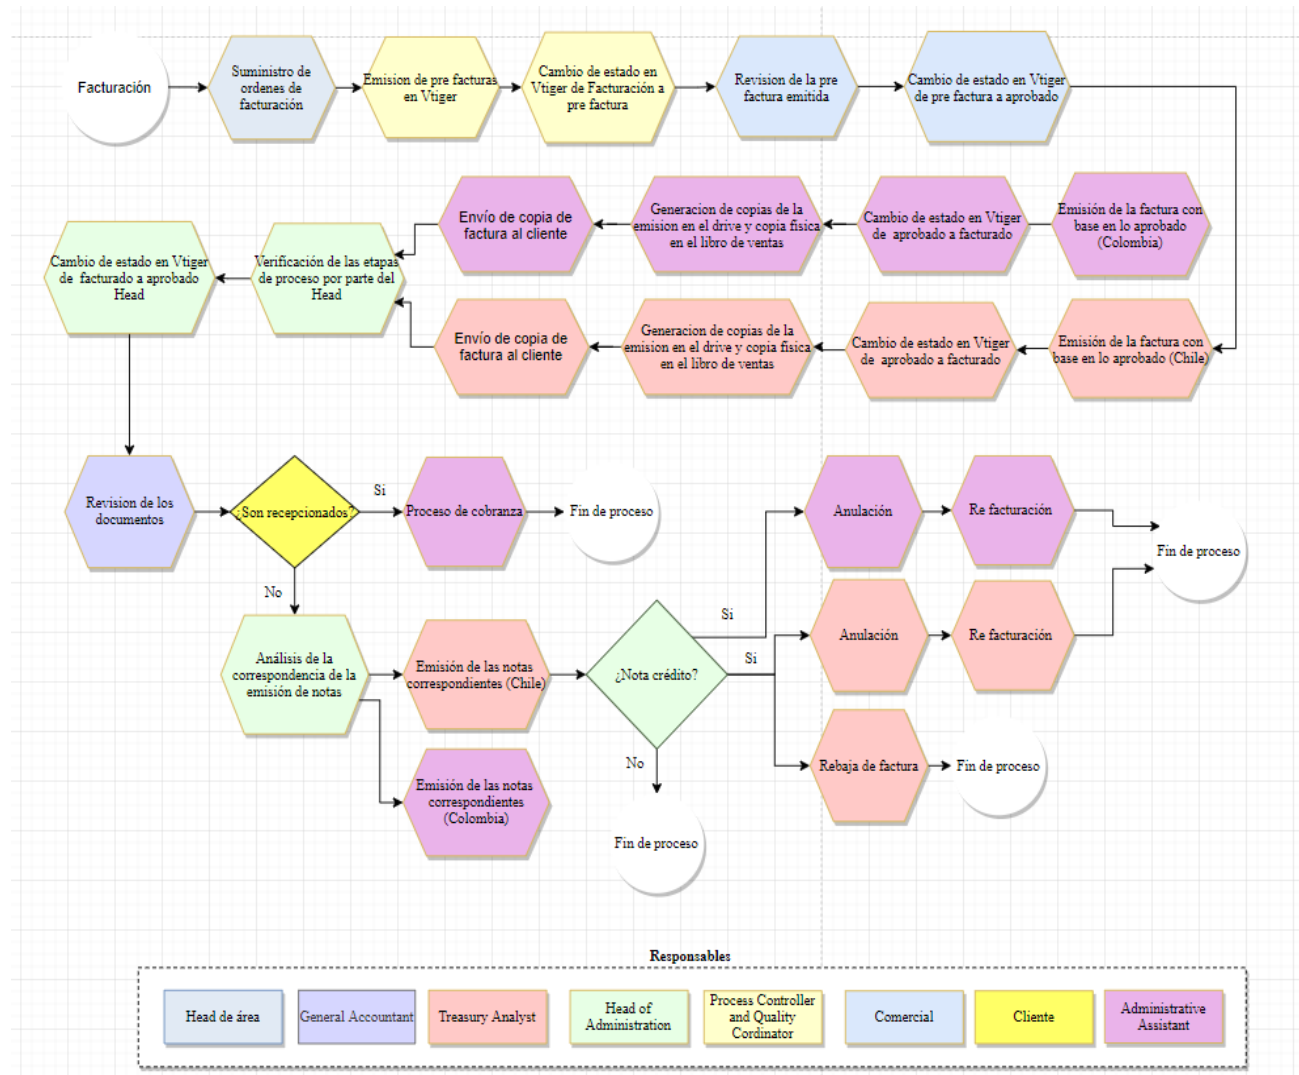 Facturación
Suministro de
ordenes de
facturación
Emision de pre facturas
en Vtiger
Cambio de estado en
Vtiger de Facturación a
pre factura
Revision de la pre
factura emitida
Cambio de estado en Vtiger
de pre factura a aprobado
Cambio de estado en Vtiger
de  facturado a aprobado
Head
Verificación de las etapas
de proceso por parte del
Head
Envío de copia de
factura al cliente
Generacion de copias de la
emision en el drive y copia fisica
en el libro de ventas
Cambio de estado en Vtiger
de  aprobado a facturado
Emisión de la factura con
base en lo aprobado
(Colombia)
Envío de copia de
factura al cliente
Generacion de copias de la
emision en el drive y copia fisica
en el libro de ventas
Cambio de estado en Vtiger
de  aprobado a facturado
Emisión de la factura con
base en lo aprobado (Chile)
Revision de los
documentos
¿Son recepcionados?
Si
Proceso de cobranza
Fin de proceso
Anulación
Re facturación
Fin de proceso
No
Análisis de la
correspondencia de la
emisión de notas
Emisión de las notas
correspondientes (Chile)
¿Nota crédito?
Si
Si
Anulación
Re facturación
Emisión de las notas
correspondientes
(Colombia)
No
Fin de proceso
Rebaja de factura
Fin de proceso
Responsables
Head de área
General Accountant
Treasury Analyst
Head of
Administration
Process Controller
and Quality
Cordinator
Comercial
Cliente
Administrative
Assistant